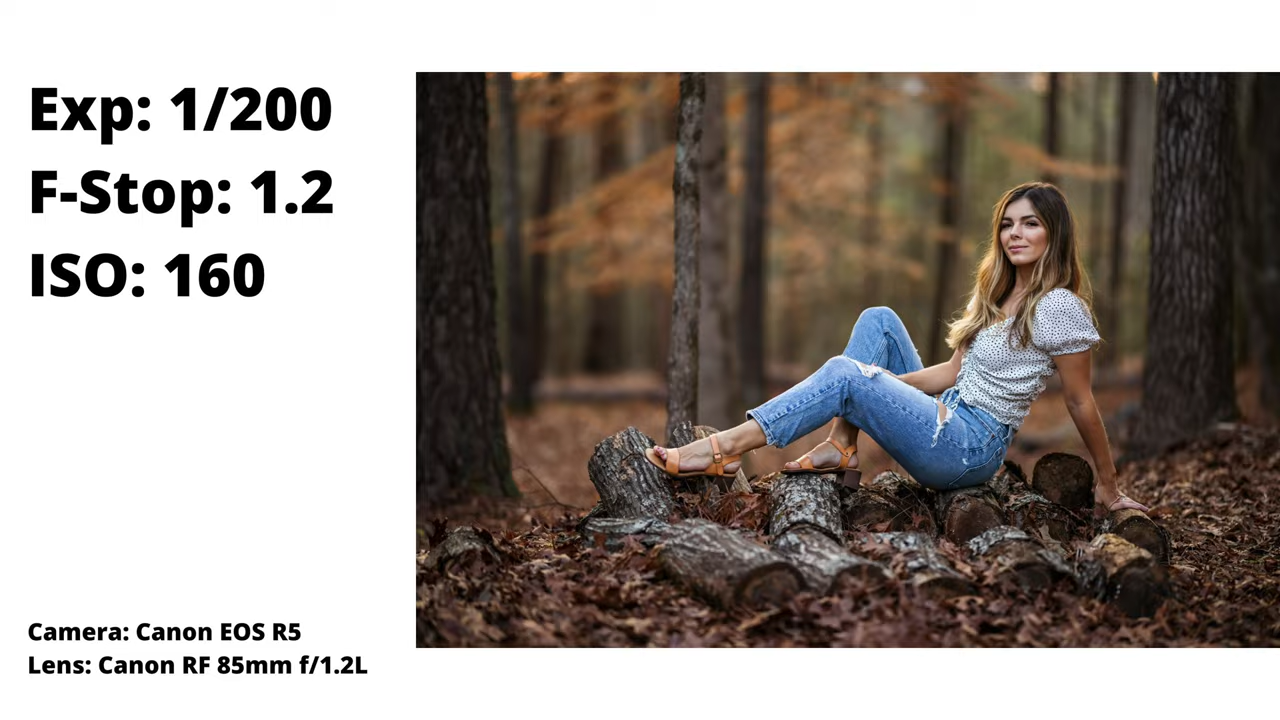 Exp: 1/200
F-Stop: 1.2
ISO: 160
Camera: Canon EOS R5
Lens: Canon RF 85mm f/1.2L